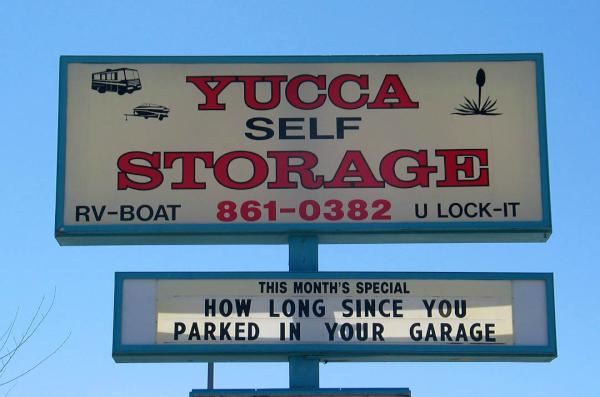 YUCCA
SELF
STORAGE
RV-BOAT 861-0382 U LOCK-IT
THIS MONTH'S SPECIAL
HOW LONG SINCE YOU
PARKED IN YOUR GARAGE